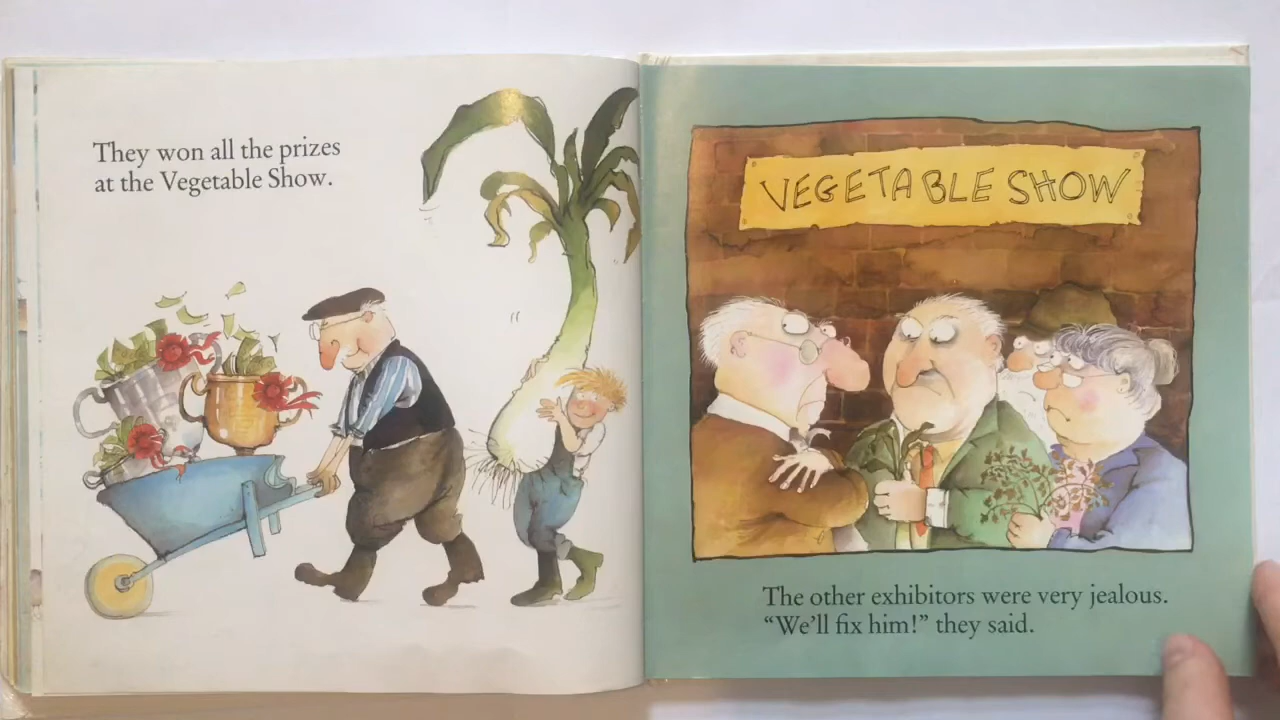 They won all the prizes
at the Vegetable Show.
VEGETABLE SHOW
The other exhibitors were very jealous.
“We’ll fix him!” they said.